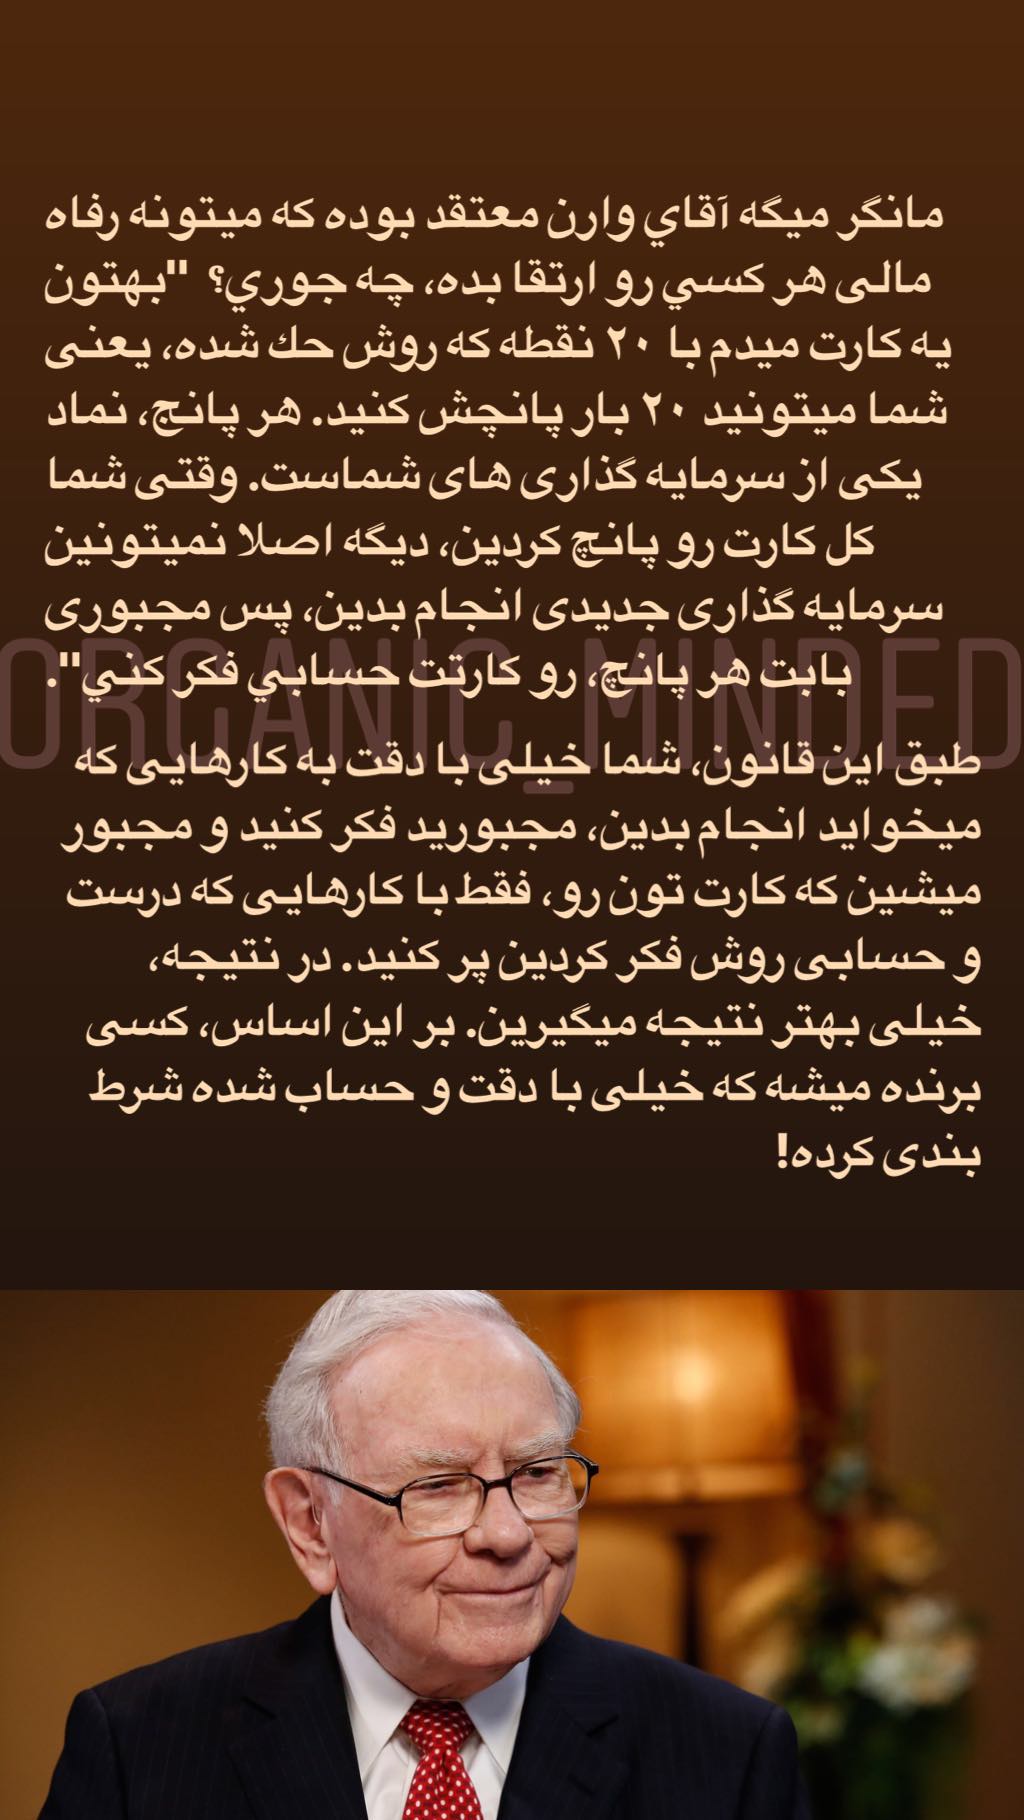 مانگر میگه آقاي وارن معتقد بوده که میتونه رفاه
مالی هر کسي رو ارتقا بده، چه جوري؟ "بهتون
یه کارت میدم با ۲۰ نقطه که روش حك شده، یعنی
شما میتونید ۲۰ بار پانچش کنید. هر پانچ، نماد
یکی از سرمایه گذاری های شماست. وقتی شما
کل کارت رو پانچ کردین، دیگه اصلا نمیتونین
سرمایه گذاری جدیدی انجام بدین، پس مجبوری
بابت هر پانچ، رو کارتت حسابي فکر کني".
ORGANIC_MINDED
طبق این قانون، شما خیلی با دقت به کارهایی که
میخواید انجام بدین، مجبورید فکر کنید و مجبور
میشین که کارت تون رو، فقط با کارهایی که درست
و حسابی روش فکر کردین پر کنید. در نتیجه،
خیلی بهتر نتیجه میگیرین. بر این اساس، کسی
برنده میشه که خیلی با دقت و حساب شده شرط
بندی کرده!